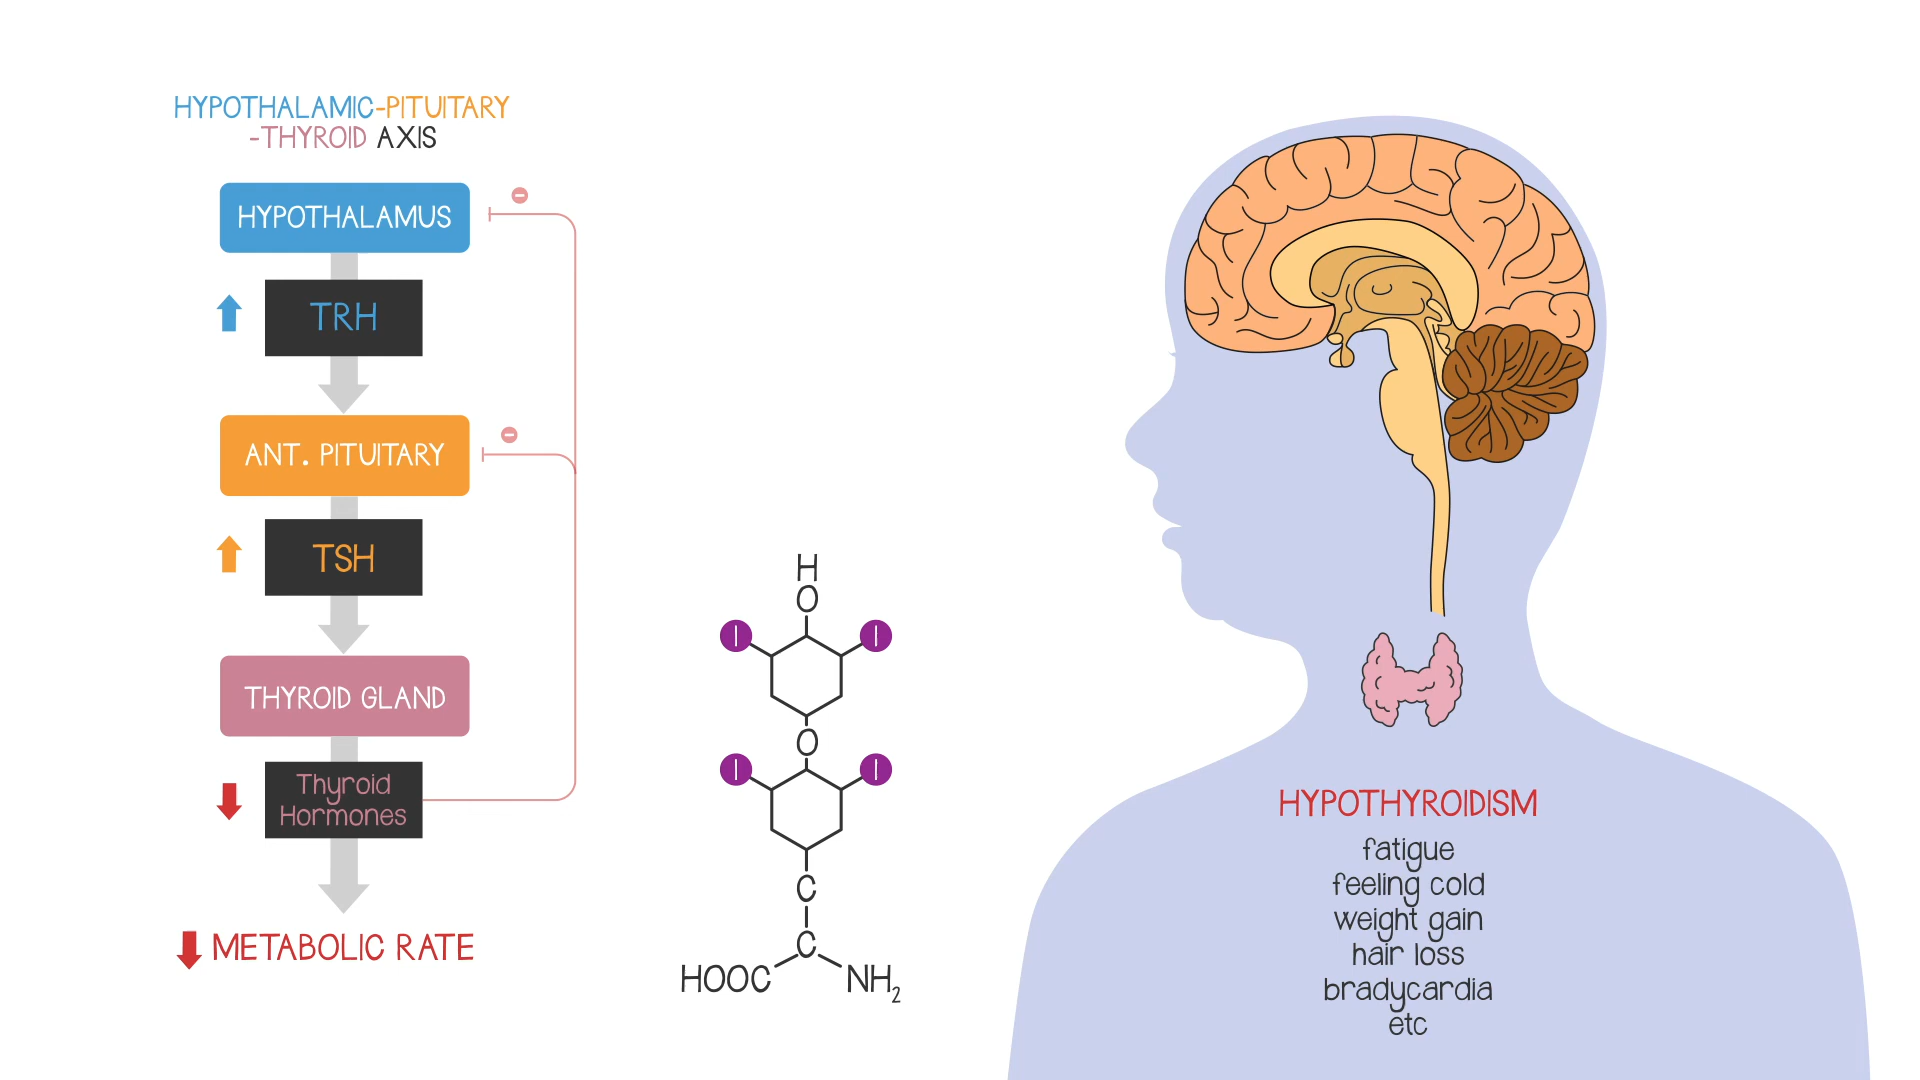 HYPOTHALAMIC-PITUITARY
-THYROID AXIS
HYPOTHALAMUS
TRH
ANT. PITUITARY
TSH
THYROID GLAND
Thyroid
Hormones
METABOLIC RATE
H
O
I I
O
I I
C
C
HOOC NH₂
HYPOTHYROIDISM
fatigue
feeling cold
weight gain
hair loss
bradycardia
etc